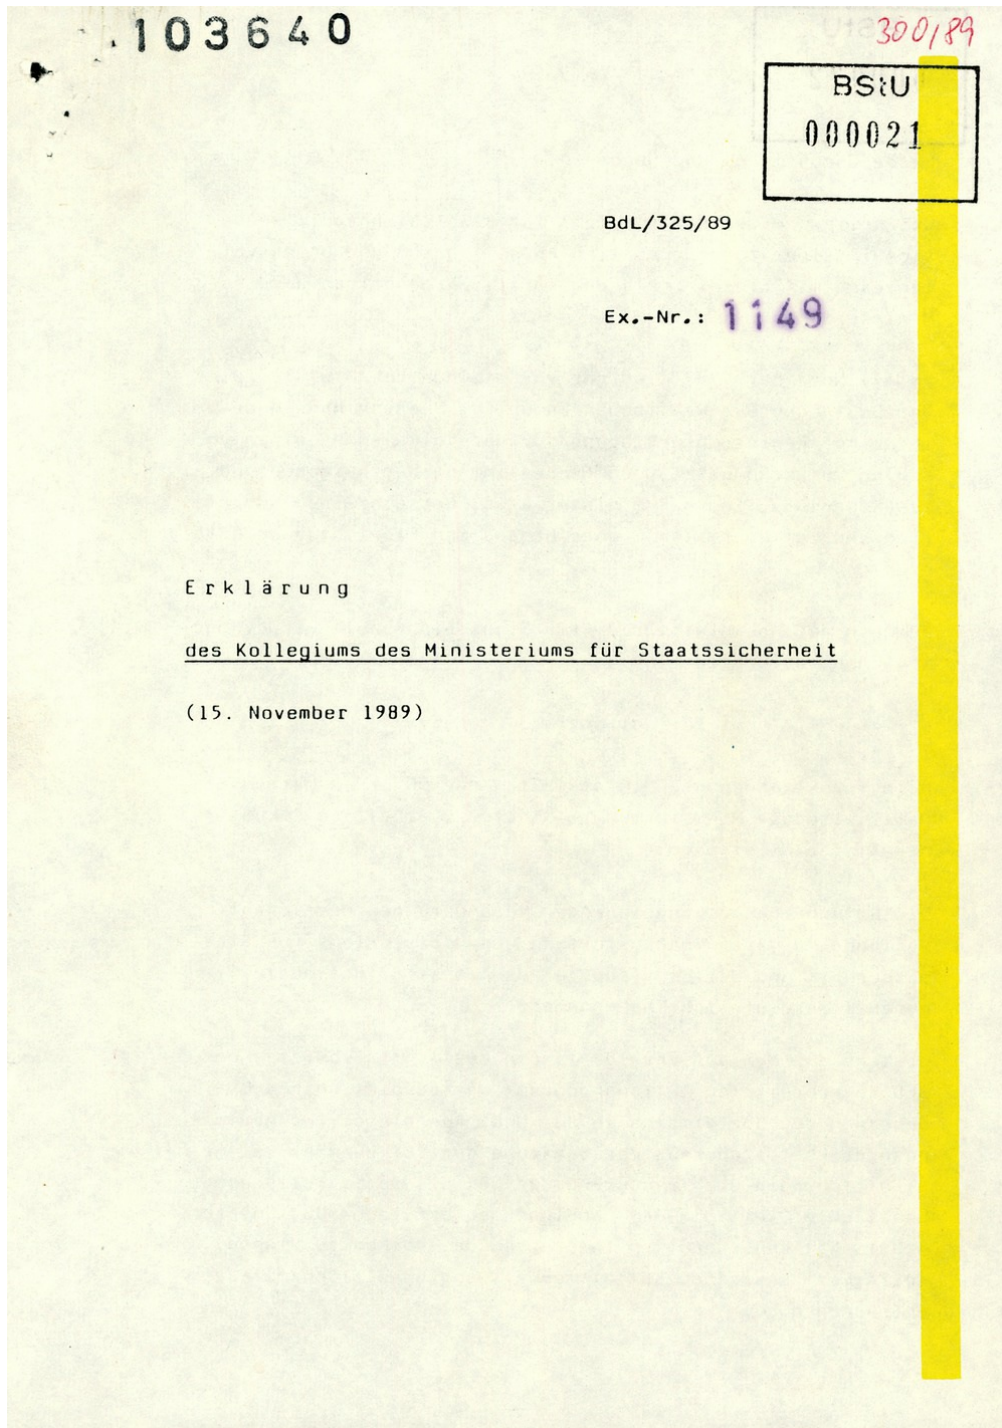 103640
300/89
BStU
000021
BdL/325/89
Ex.-Nr.: 1149
Erklärung
des Kollegiums des Ministeriums für Staatssicherheit
(15. November 1989)